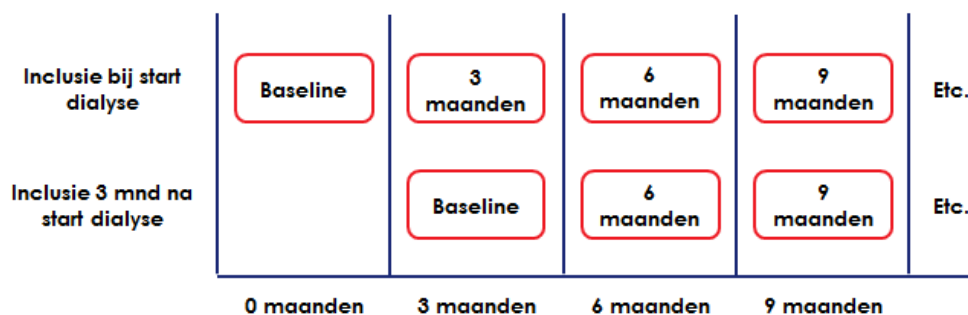 Inclusie bij start
dialyse
Baseline
3
maanden
6
maanden
9
maanden
Etc.
Inclusie 3 mnd na
start dialyse
Baseline
6
maanden
9
maanden
Etc.
0 maanden
3 maanden
6 maanden
9 maanden